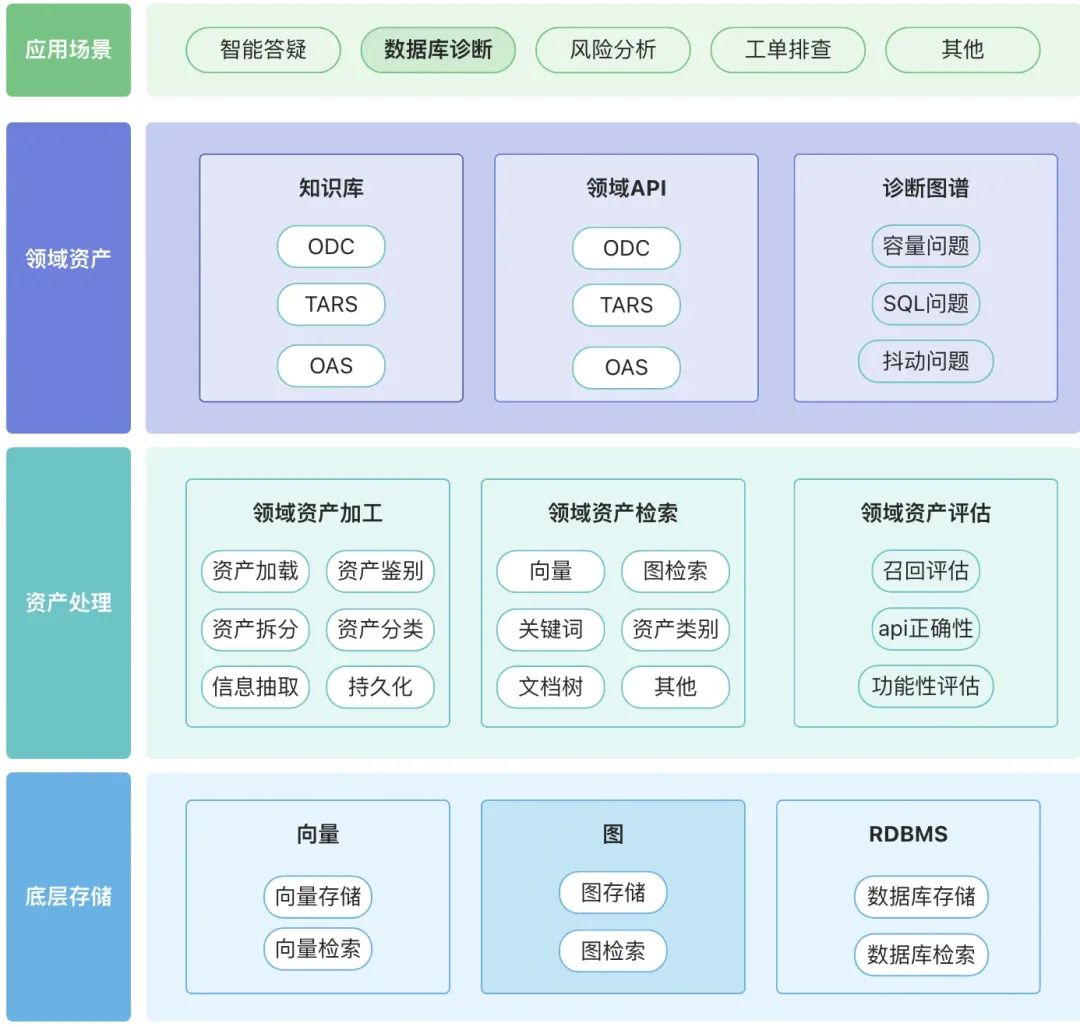 应用场景
智能答疑
数据库诊断
风险分析
工单排查
其他
领域资产
知识库
ODC
TARS
OAS
领域API
ODC
TARS
OAS
诊断图谱
容量问题
SQL问题
抖动问题
资产处理
领域资产加工
资产加载
资产鉴别
资产拆分
资产分类
信息抽取
持久化
领域资产检索
向量
图检索
关键词
资产类别
文档树
其他
领域资产评估
召回评估
api正确性
功能性评估
底层存储
向量
向量存储
向量检索
图
图存储
图检索
RDBMS
数据库存储
数据库检索